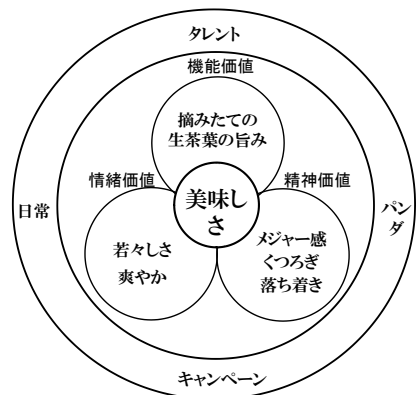 タレント
機能価値
摘みたての
生茶葉の旨み
情緒価値
精神価値
日常
美味し
さ
パン
ダ
若々しさ
爽やか
メジャー感
くつろぎ
落ち着き
キャンペーン